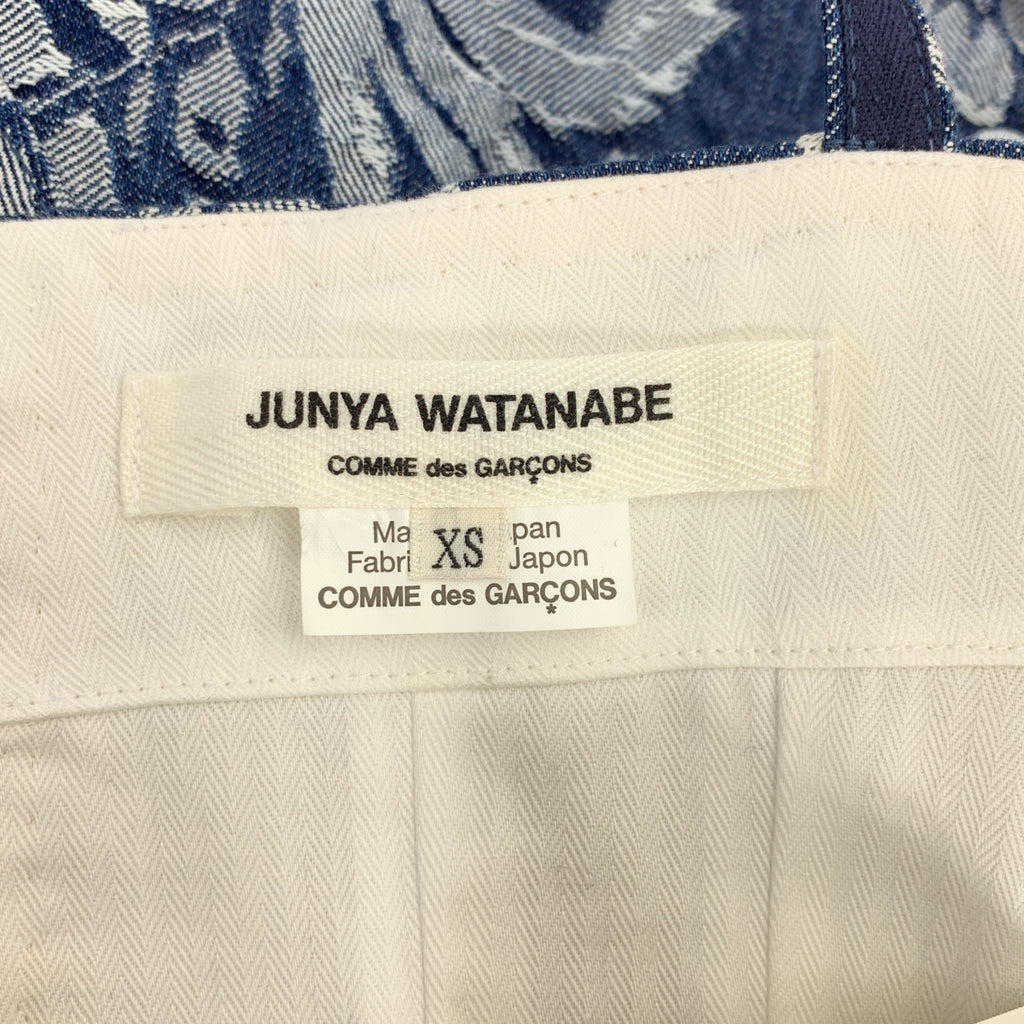 JUNYA WATANABE
COMME des GARÇONS
XS
Japon
COMME des GARÇONS